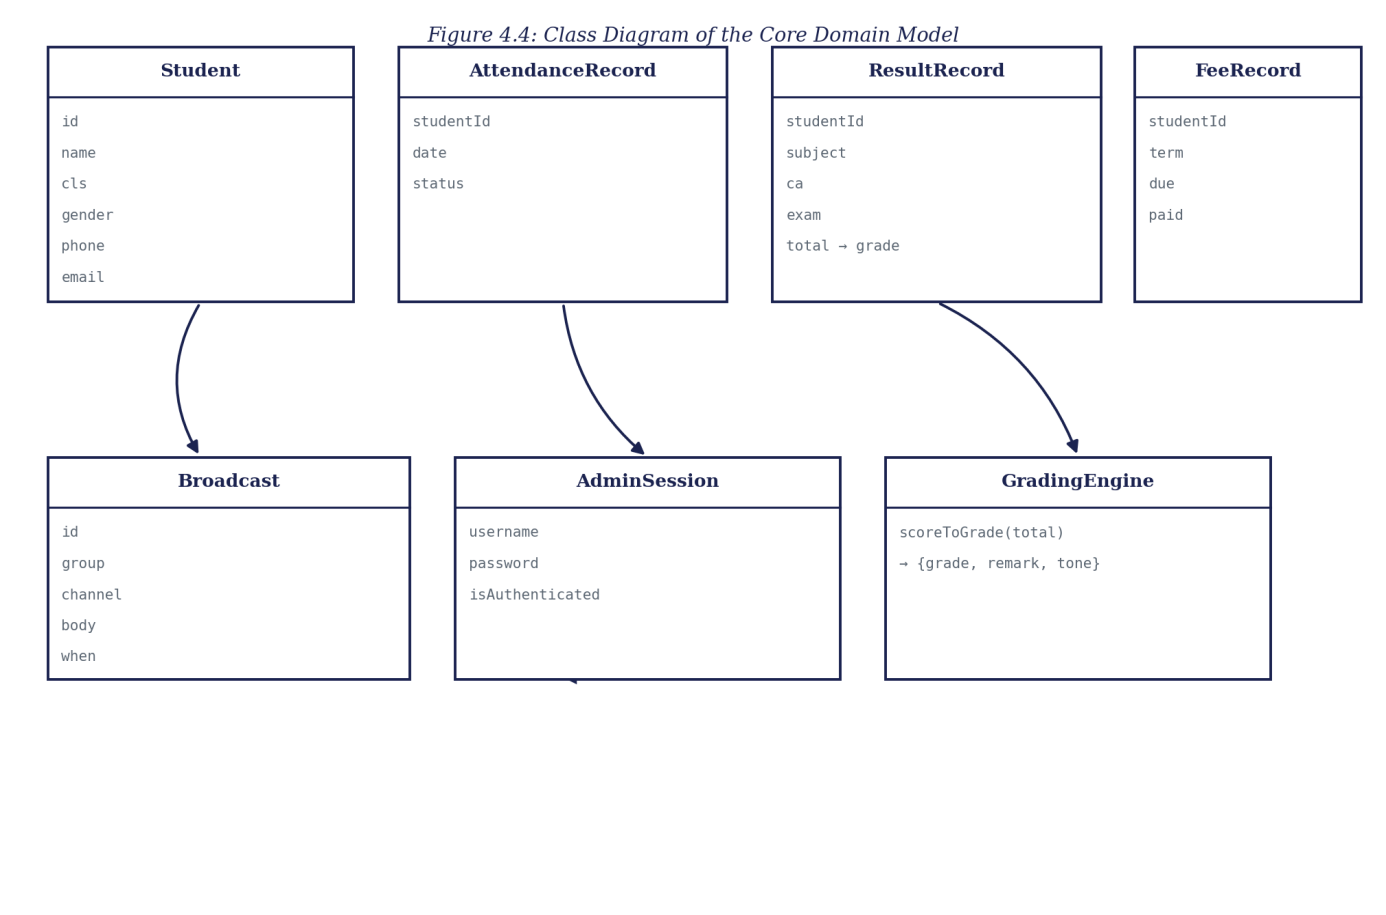 Figure 4.4: Class Diagram of the Core Domain Model
Student
id
name
cls
gender
phone
email
AttendanceRecord
studentId
date
status
ResultRecord
studentId
subject
ca
exam
total → grade
FeeRecord
studentId
term
due
paid
Broadcast
id
group
channel
body
when
AdminSession
username
password
isAuthenticated
GradingEngine
scoreToGrade(total)
→ {grade, remark, tone}